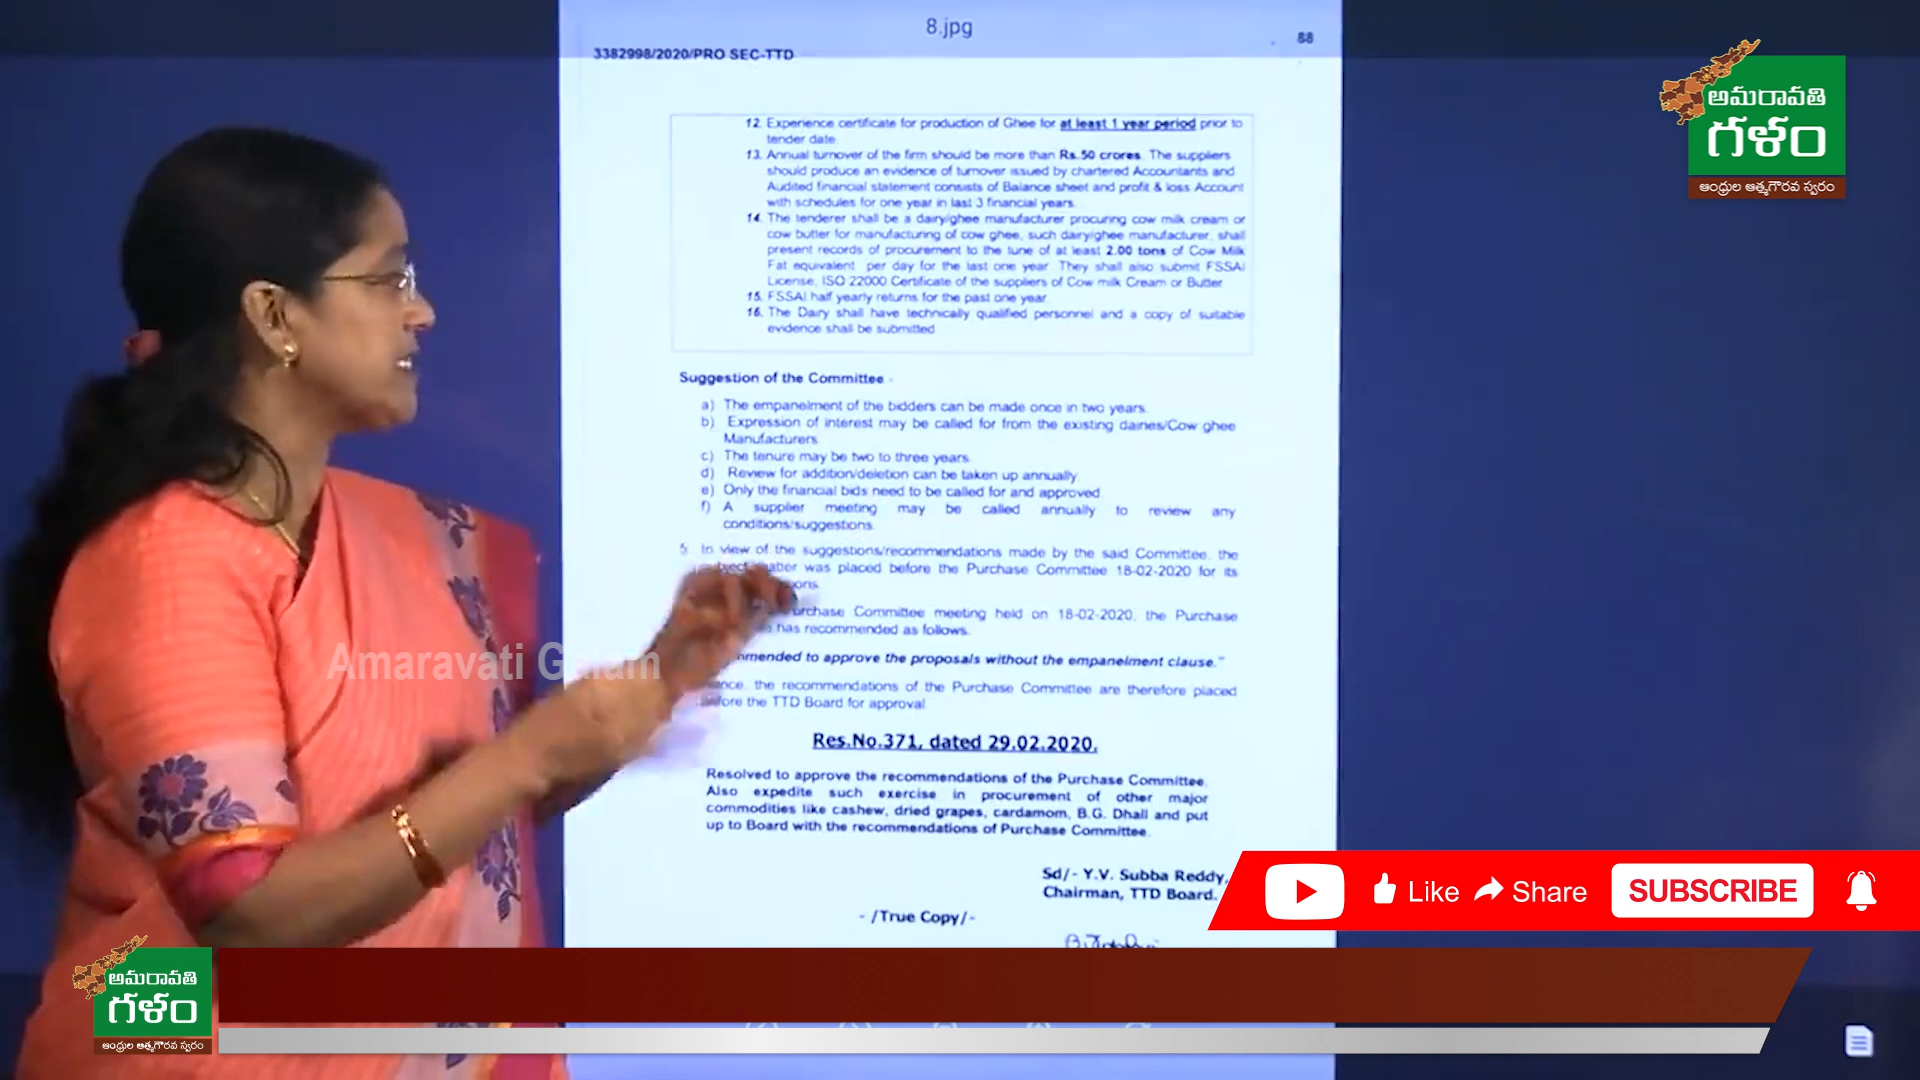 8.jpg
88
3382998/2020/PRO SEC-TTD
12. Experience certificate for production of Ghee for at least 1 year period prior to
tender date.
13. Annual turnover of the firm should be more than Rs.50 crores. The suppliers
should produce an evidence of turnover issued by chartered Accountants and
Audited financial statement consists of Balance sheet and profit & loss Account
with schedules for one year in last 3 financial years.
14. The tenderer shall be a dairy/ghee manufacturer procuring cow milk cream or
cow butter for manufacturing of cow ghee, such dairy/ghee manufacturer, shall
present records of procurement to the tune of at least 2.00 tons of Cow Milk
Fat equivalent per day for the last one year. They shall also submit FSSAI
License, ISO 22000 Certificate of the suppliers of Cow milk Cream or Butter
15. FSSAI half yearly returns for the past one year
16. The Dairy shall have technically qualified personnel and a copy of suitable
evidence shall be submitted
Suggestion of the Committee -
a) The empanelment of the bidders can be made once in two years.
b) Expression of interest may be called for from the existing dairies/Cow ghee
Manufacturers
c) The tenure may be two to three years.
d) Review for addition/deletion can be taken up annually
e) Only the financial bids need to be called for and approved
f) A supplier meeting may be called annually to review any
conditions/suggestions.
5. In view of the suggestions/recommendations made by the said Committee, the
was placed before the Purchase Committee 18-02-2020 for its
Committee meeting held on 18-02-2020, the Purchase
has recommended as follows.
to approve the proposals without the empanelment clause."
the recommendations of the Purchase Committee are therefore placed
the TTD Board for approval
Res.No.371, dated 29.02.2020.
Resolved to approve the recommendations of the Purchase Committee.
Also expedite such exercise in procurement of other major
commodities like cashew, dried grapes, cardamom, B.G. Dhall and put
up to Board with the recommendations of Purchase Committee.
Sd/- Y.V. Subba Reddy,
Chairman, TTD Board.
- /True Copy/-
Amaravati Galam
అమరావతి
గళం
ఆంధ్రుల ఆత్మగౌరవ స్వరం
Like Share SUBSCRIBE
అమరావతి
గళం
ఆంధ్రుల ఆత్మగౌరవ స్వరం